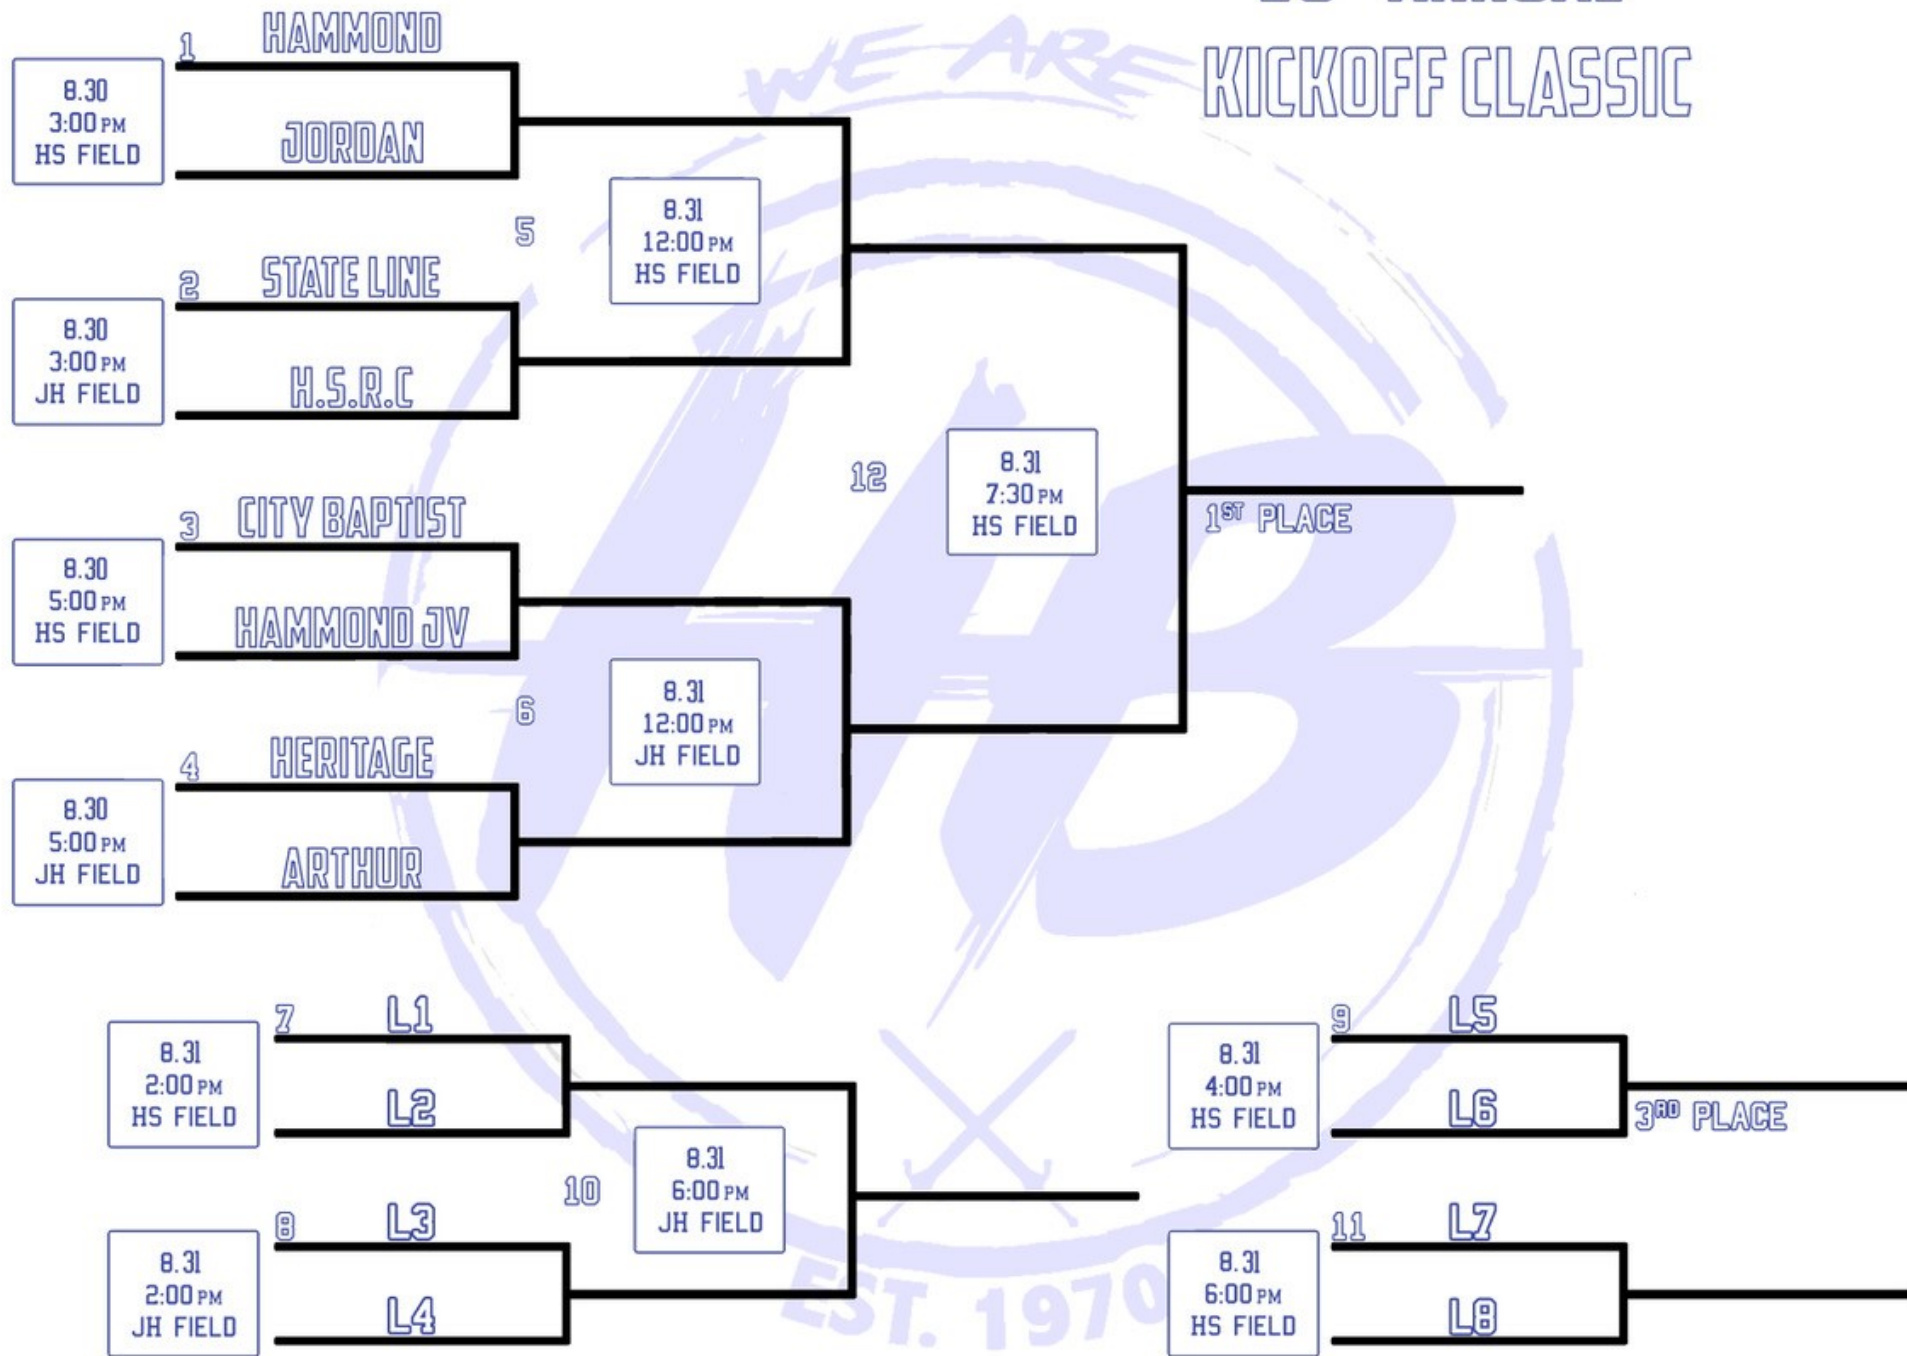 KICKOFF CLASSIC
WE ARE
1 HAMMOND
8.30
3:00 PM
HS FIELD
JORDAN
5
8.31
12:00 PM
HS FIELD
2 STATE LINE
8.30
3:00 PM
JH FIELD
H.S.R.C
12
8.31
7:30 PM
HS FIELD
1ST PLACE
3 CITY BAPTIST
8.30
5:00 PM
HS FIELD
HAMMOND JV
6
8.31
12:00 PM
JH FIELD
4 HERITAGE
8.30
5:00 PM
JH FIELD
ARTHUR
HB
7 L1
8.31
2:00 PM
HS FIELD
L2
10
8.31
6:00 PM
JH FIELD
8 L3
8.31
2:00 PM
JH FIELD
L4
9 L5
8.31
4:00 PM
HS FIELD
L6
3RD PLACE
11 L7
8.31
6:00 PM
HS FIELD
L8
EST. 1970